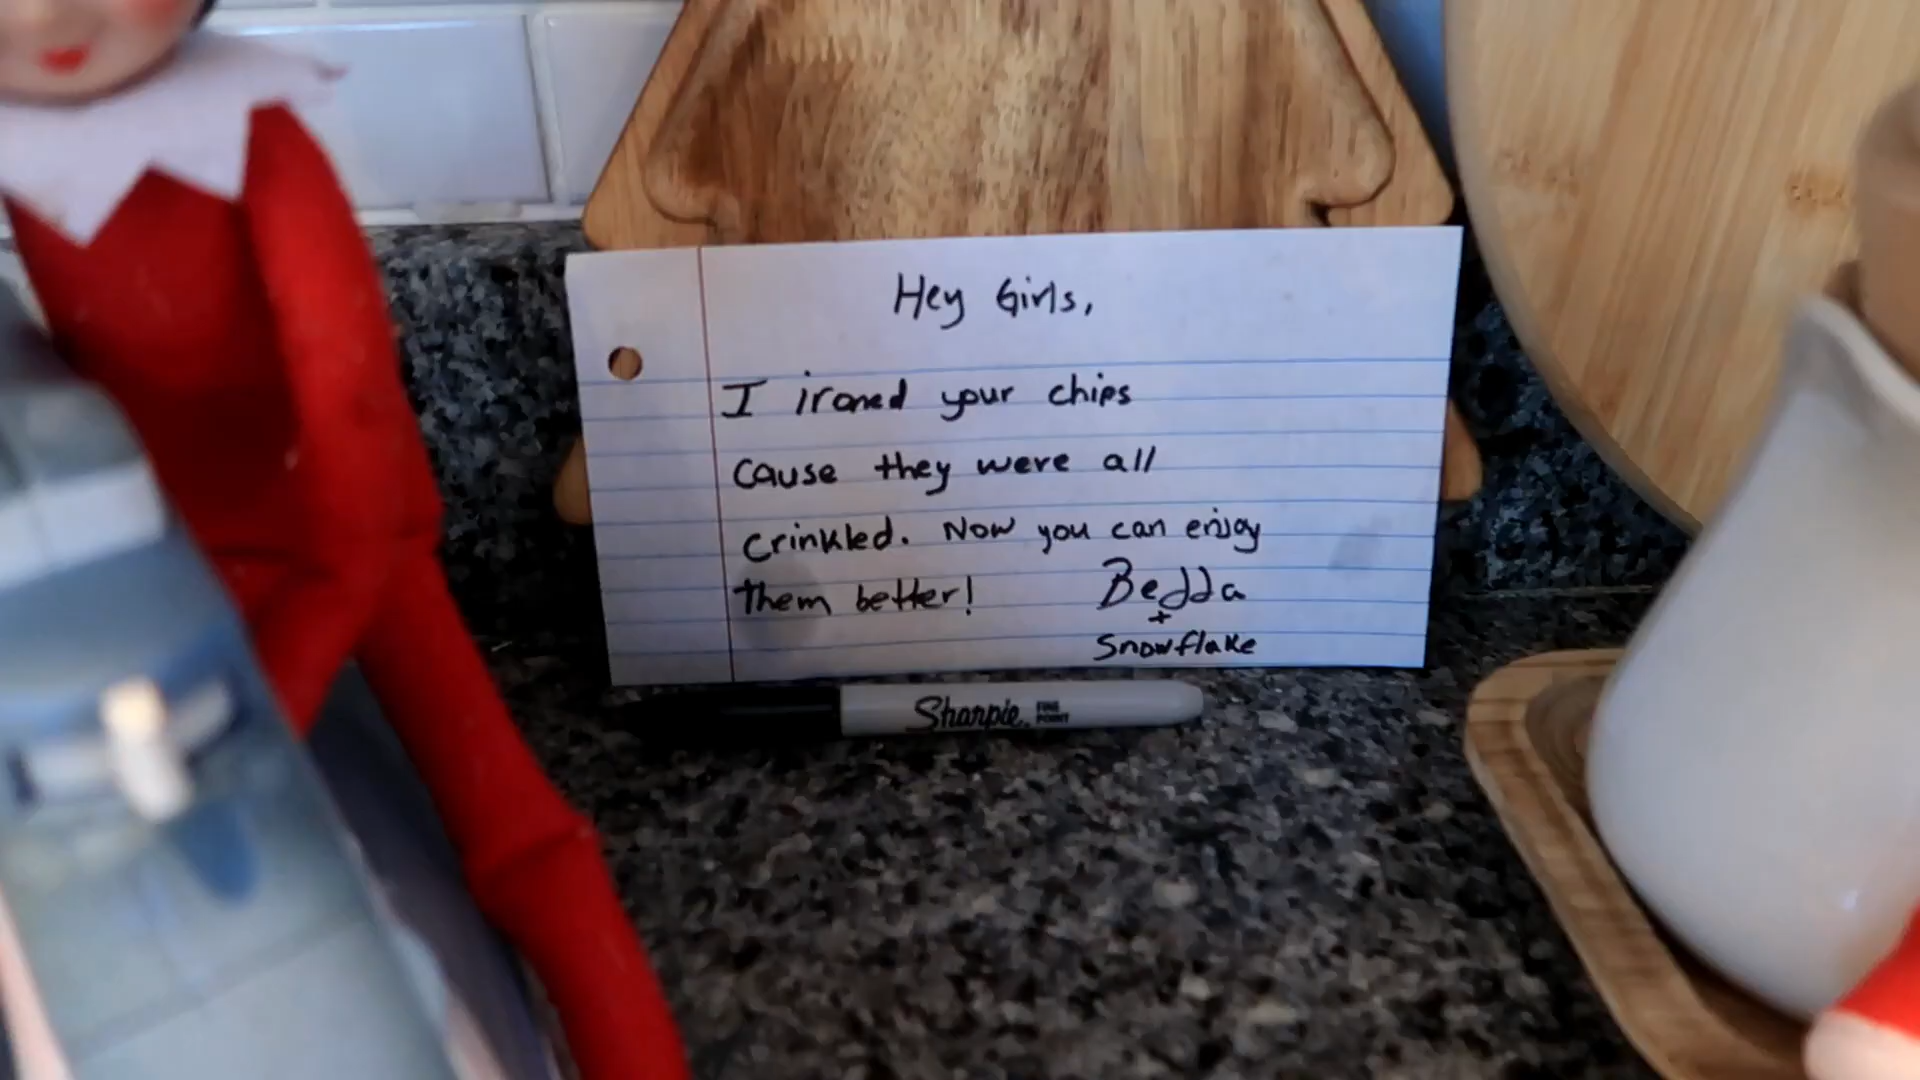 Hey Girls,
I ironed your chips
cause they were all
crinkled. Now you can enjoy
them better! Bedda
+
Snowflake
Sharpie. FINE POINT